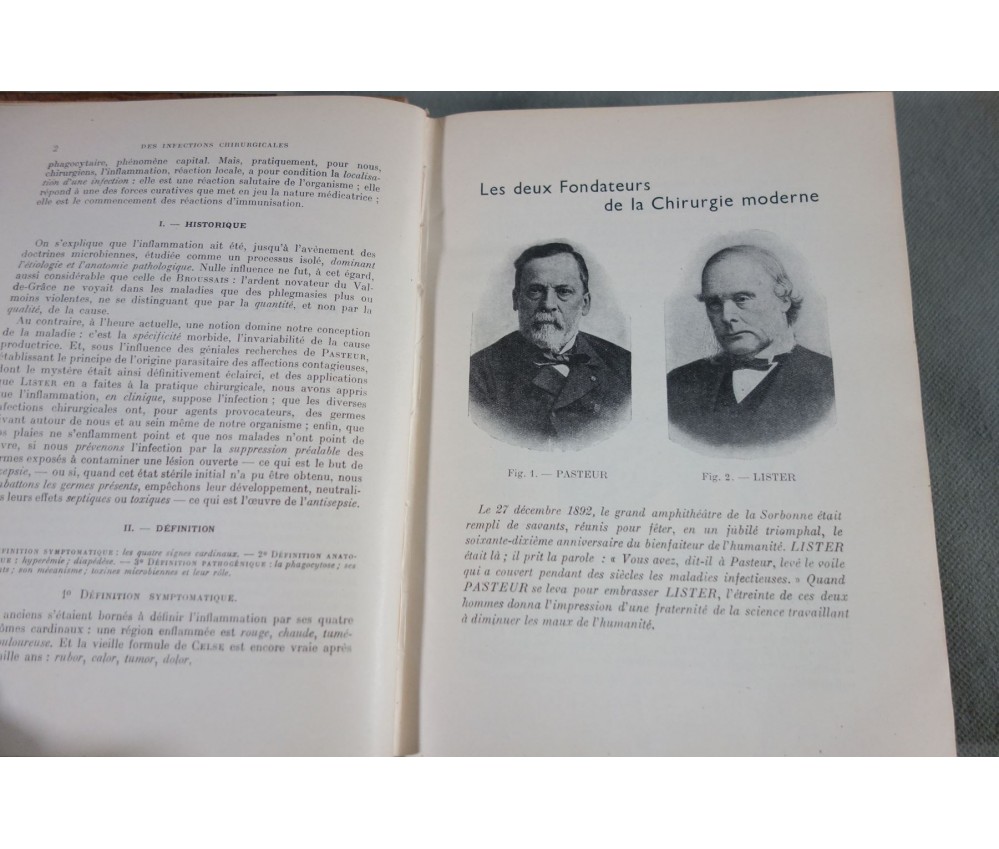 2
DES INFECTIONS CHIRURGICALES
phagocytaire, phénomène capital. Mais, pratiquement, pour nous,
chirurgiens, l'inflammation, réaction locale, a pour condition la localisa-
tion d'une infection : elle est une réaction salutaire de l'organisme ; elle
répond à une des forces curatives que met en jeu la nature médicatrice ;
elle est le commencement des réactions d'immunisation.
I. — HISTORIQUE
On s'explique que l'inflammation ait été, jusqu'à l'avènement des
doctrines microbiennes, étudiée comme un processus isolé, dominant
l'étiologie et l'anatomie pathologique. Nulle influence ne fut, à cet égard,
aussi considérable que celle de BROUSSAIS : l'ardent novateur du Val-
de-Grâce ne voyait dans les maladies que des phlegmasies plus ou
moins violentes, ne se distinguant que par la quantité, et non par la
qualité, de la cause.
Au contraire, à l'heure actuelle, une notion domine notre conception
de la maladie : c'est la spécificité morbide, l'invariabilité de la cause
productrice. Et, sous l'influence des géniales recherches de PASTEUR,
établissant le principe de l'origine parasitaire des affections contagieuses,
dont le mystère était ainsi définitivement éclairci, et des applications
que LISTER en a faites à la pratique chirurgicale, nous avons appris
que l'inflammation, en clinique, suppose l'infection ; que les diverses
nfections chirurgicales ont, pour agents provocateurs, des germes
ivant autour de nous et au sein même de notre organisme ; enfin, que
os plaies ne s'enflamment point et que nos malades n'ont point de
vre, si nous prévenons l'infection par la suppression préalable des
rmes exposés à contaminer une lésion ouverte — ce qui est le but de
sepsie, — ou si, quand cet état stérile initial n'a pu être obtenu, nous
battons les germes présents, empêchons leur développement, neutrali-
s leurs effets septiques ou toxiques — ce qui est l'œuvre de l'antisepsie.
II. — DÉFINITION
FINITION SYMPTOMATIQUE : les quatre signes cardinaux. — 2° DÉFINITION ANATO-
QUE : hyperémie ; diapédèse. — 3° DÉFINITION PATHOGÉNIQUE : la phagocytose ; ses
ts ; son mécanisme ; toxines microbiennes et leur rôle.
1° DÉFINITION SYMPTOMATIQUE.
anciens s'étaient bornés à définir l'inflammation par ses quatre
ômes cardinaux : une région enflammée est rouge, chaude, tumé-
ouloureuse. Et la vieille formule de CELSE est encore vraie après
ille ans : rubor, calor, tumor, dolor.
Les deux Fondateurs
de la Chirurgie moderne
Fig. 1. — PASTEUR
Fig. 2. — LISTER
Le 27 décembre 1892, le grand amphithéâtre de la Sorbonne était
rempli de savants, réunis pour fêter, en un jubilé triomphal, le
soixante-dixième anniversaire du bienfaiteur de l'humanité. LISTER
était là ; il prit la parole : « Vous avez, dit-il à Pasteur, levé le voile
qui a couvert pendant des siècles les maladies infectieuses. » Quand
PASTEUR se leva pour embrasser LISTER, l'étreinte de ces deux
hommes donna l'impression d'une fraternité de la science travaillant
à diminuer les maux de l'humanité.